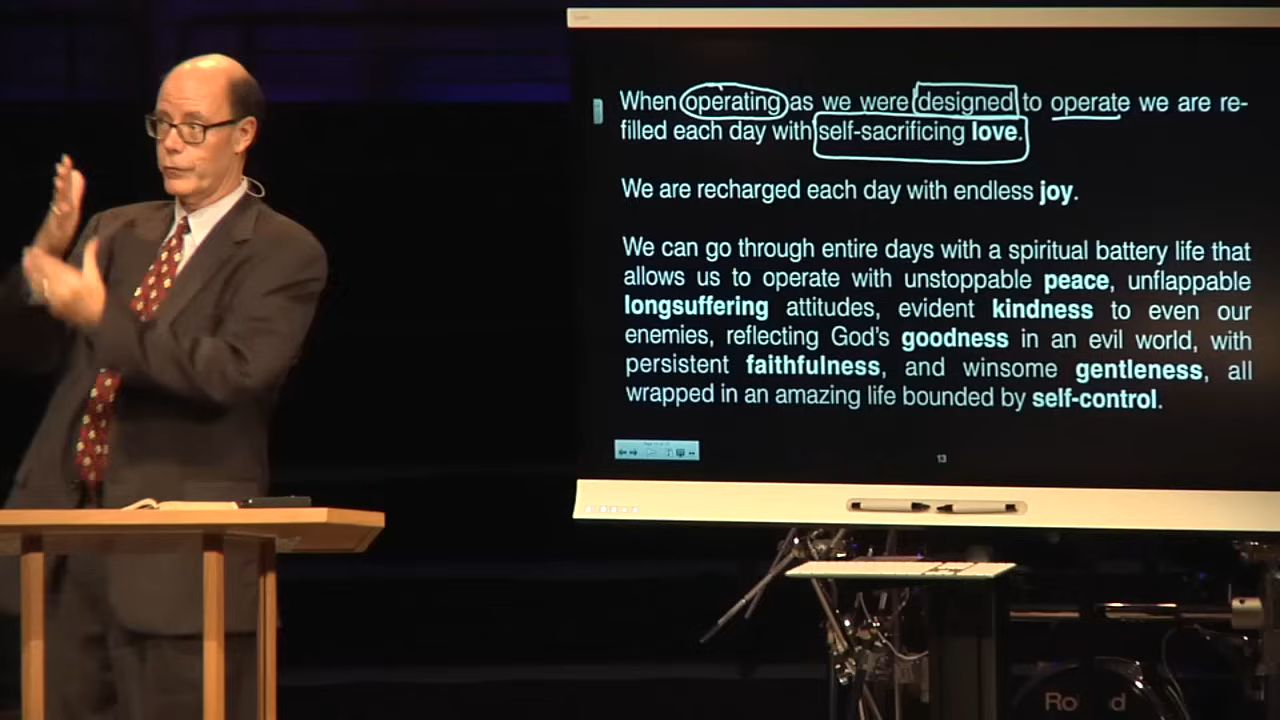 When operating as we were designed to operate we are re-
filled each day with self-sacrificing love.
We are recharged each day with endless joy.
We can go through entire days with a spiritual battery life that
allows us to operate with unstoppable peace, unflappable
longsuffering attitudes, evident kindness to even our
enemies, reflecting God's goodness in an evil world, with
persistent faithfulness, and winsome gentleness, all
wrapped in an amazing life bounded by self-control.
13